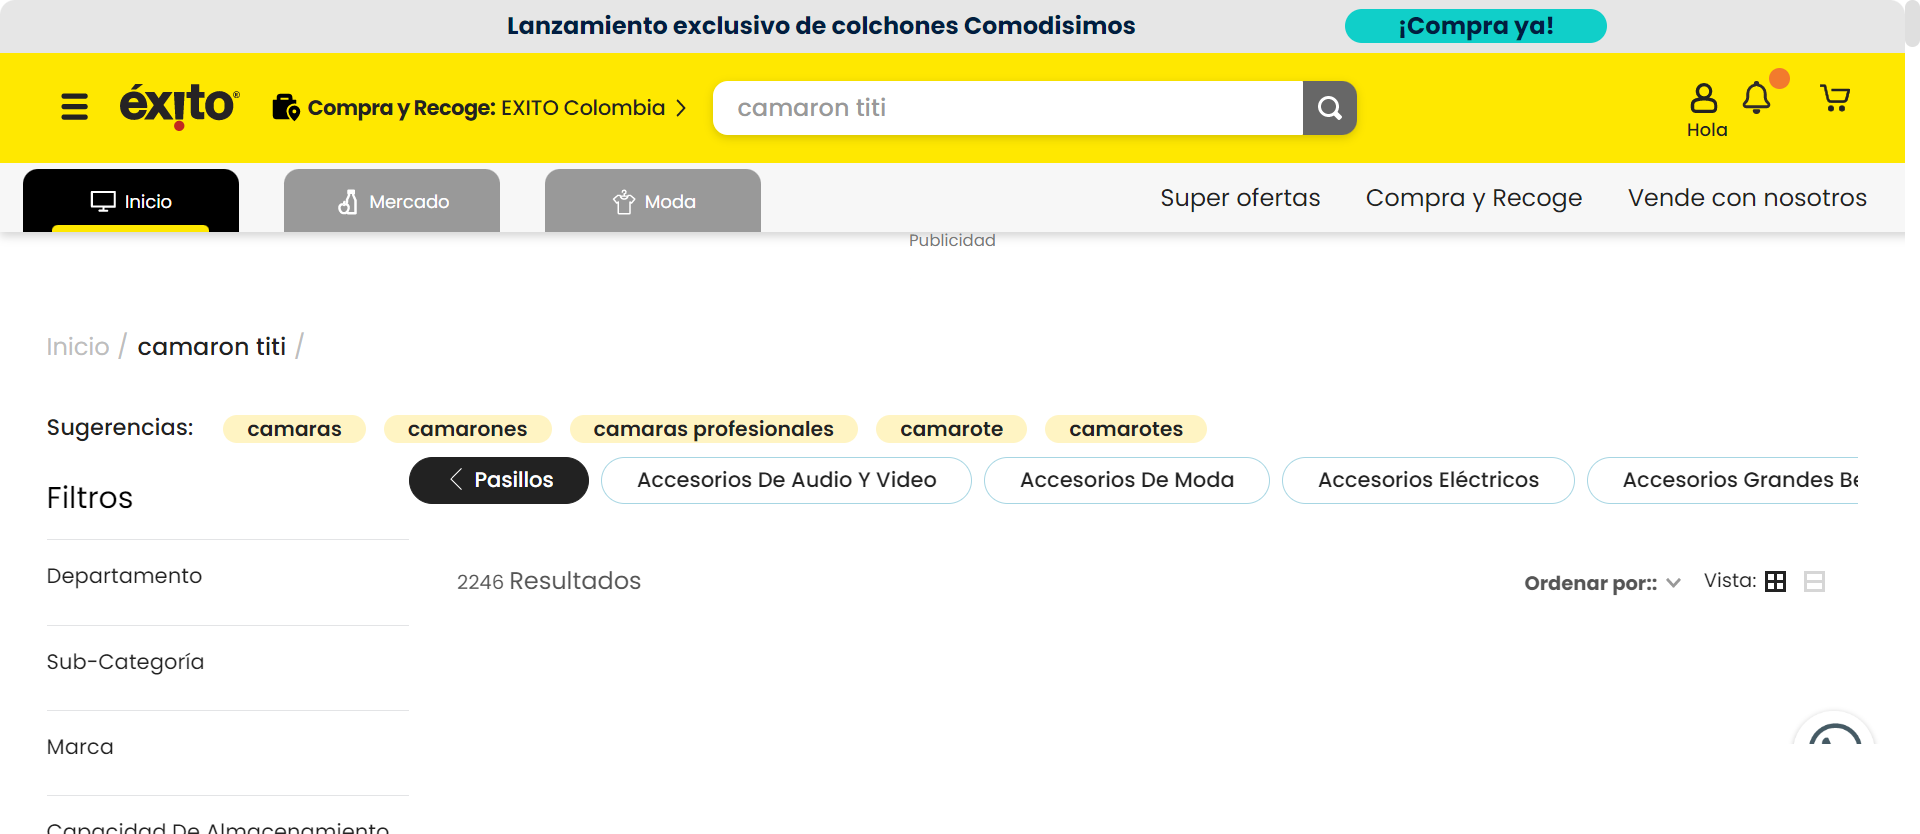 Lanzamiento exclusivo de colchones Comodisimos
¡Compra ya!
éxito®
Compra y Recoge: EXITO Colombia
camaron titi
Hola
Inicio
Mercado
Moda
Super ofertas
Compra y Recoge
Vende con nosotros
Publicidad
Inicio / camaron titi /
Sugerencias:
camaras
camarones
camaras profesionales
camarote
camarotes
Filtros
Pasillos
Accesorios De Audio Y Video
Accesorios De Moda
Accesorios Eléctricos
Accesorios Grandes Be
Departamento
2246 Resultados
Ordenar por::
Vista:
Sub-Categoría
Marca
Capacidad De Almacenamiento